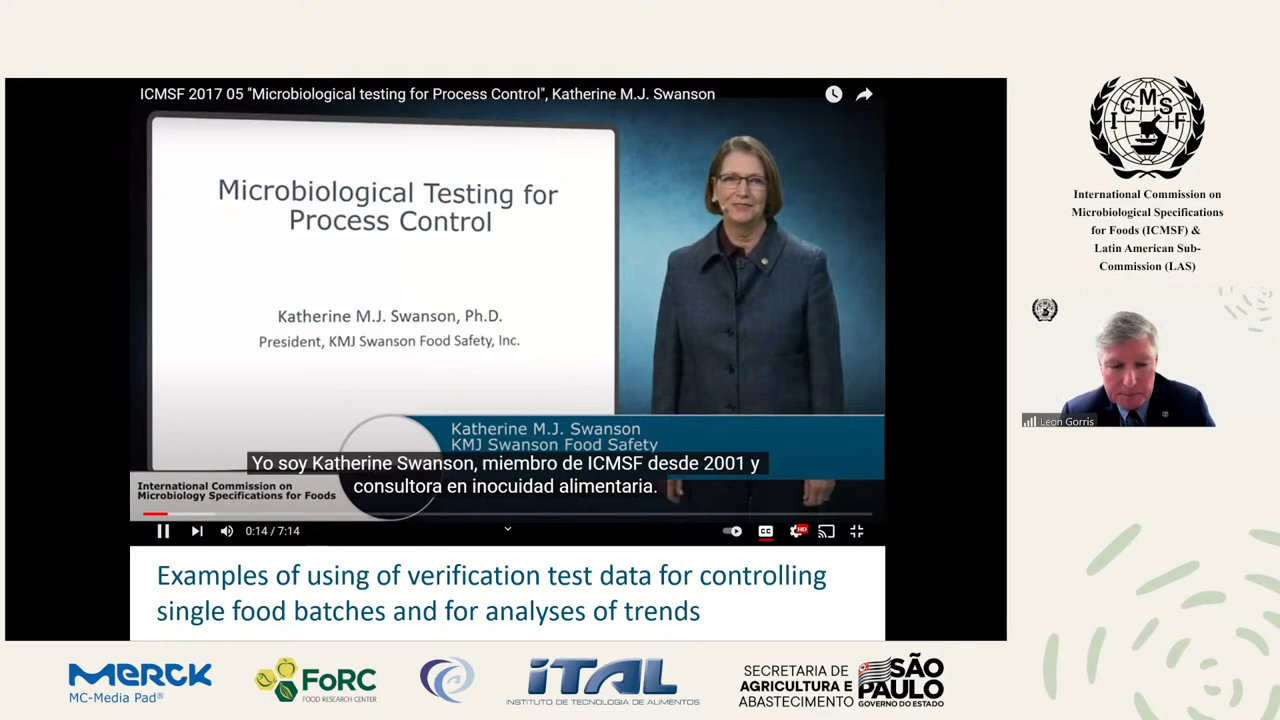 ICMSF 2017 05 "Microbiological testing for Process Control", Katherine M.J. Swanson
Microbiological Testing for
Process Control
Katherine M.J. Swanson, Ph.D.
President, KMJ Swanson Food Safety, Inc.
Katherine M.J. Swanson
KMJ Swanson Food Safety
Yo soy Katherine Swanson, miembro de ICMSF desde 2001 y
consultora en inocuidad alimentaria.
International Commission on
Microbiology Specifications for Foods
0:14 / 7:14
CC
HD
Examples of using of verification test data for controlling
single food batches and for analyses of trends
ICMSF
International Commission on
Microbiological Specifications
for Foods (ICMSF) &
Latin American Sub-
Commission (LAS)
Leon Gorris
MERCK
MC-Media Pad®
FoRC
FOOD RESEARCH CENTER
iTAL
INSTITUTO DE TECNOLOGIA DE ALIMENTOS
SECRETARIA DE
AGRICULTURA E
ABASTECIMENTO
SÃO
PAULO
GOVERNO DO ESTADO